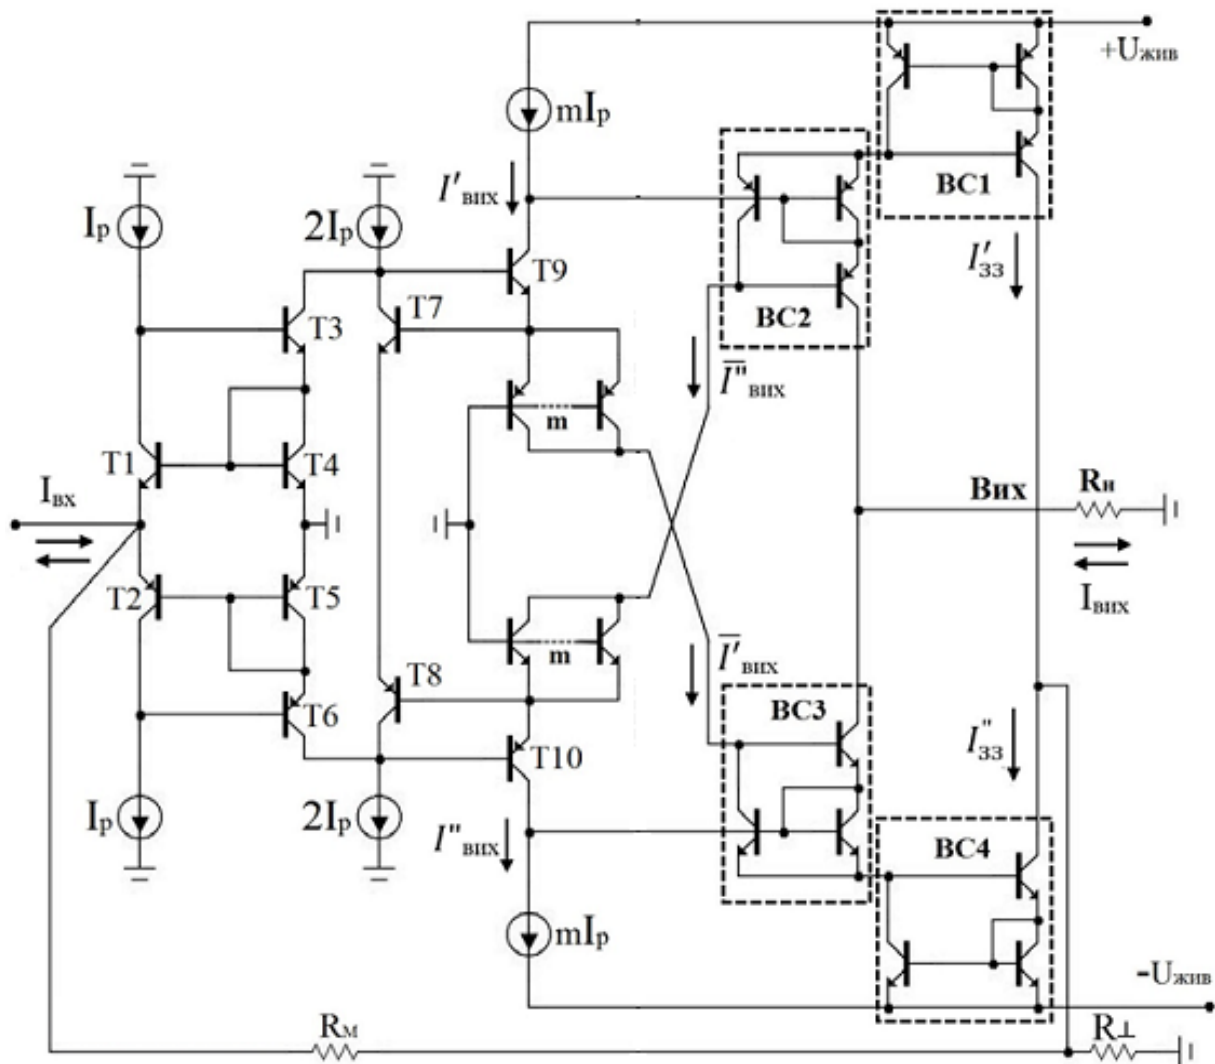 +Uжив
mIp
BC1
I'вих
BC2
Ip
2Ip
I'зз
T9
T3
T7
Ī''вих
m
T1
T4
Iвх
Вих
Rн
T2
T5
Iвих
m
Ī'вих
T8
T6
BC3
I''зз
T10
Ip
2Ip
I''вих
BC4
mIp
-Uжив
Rм
R⊥